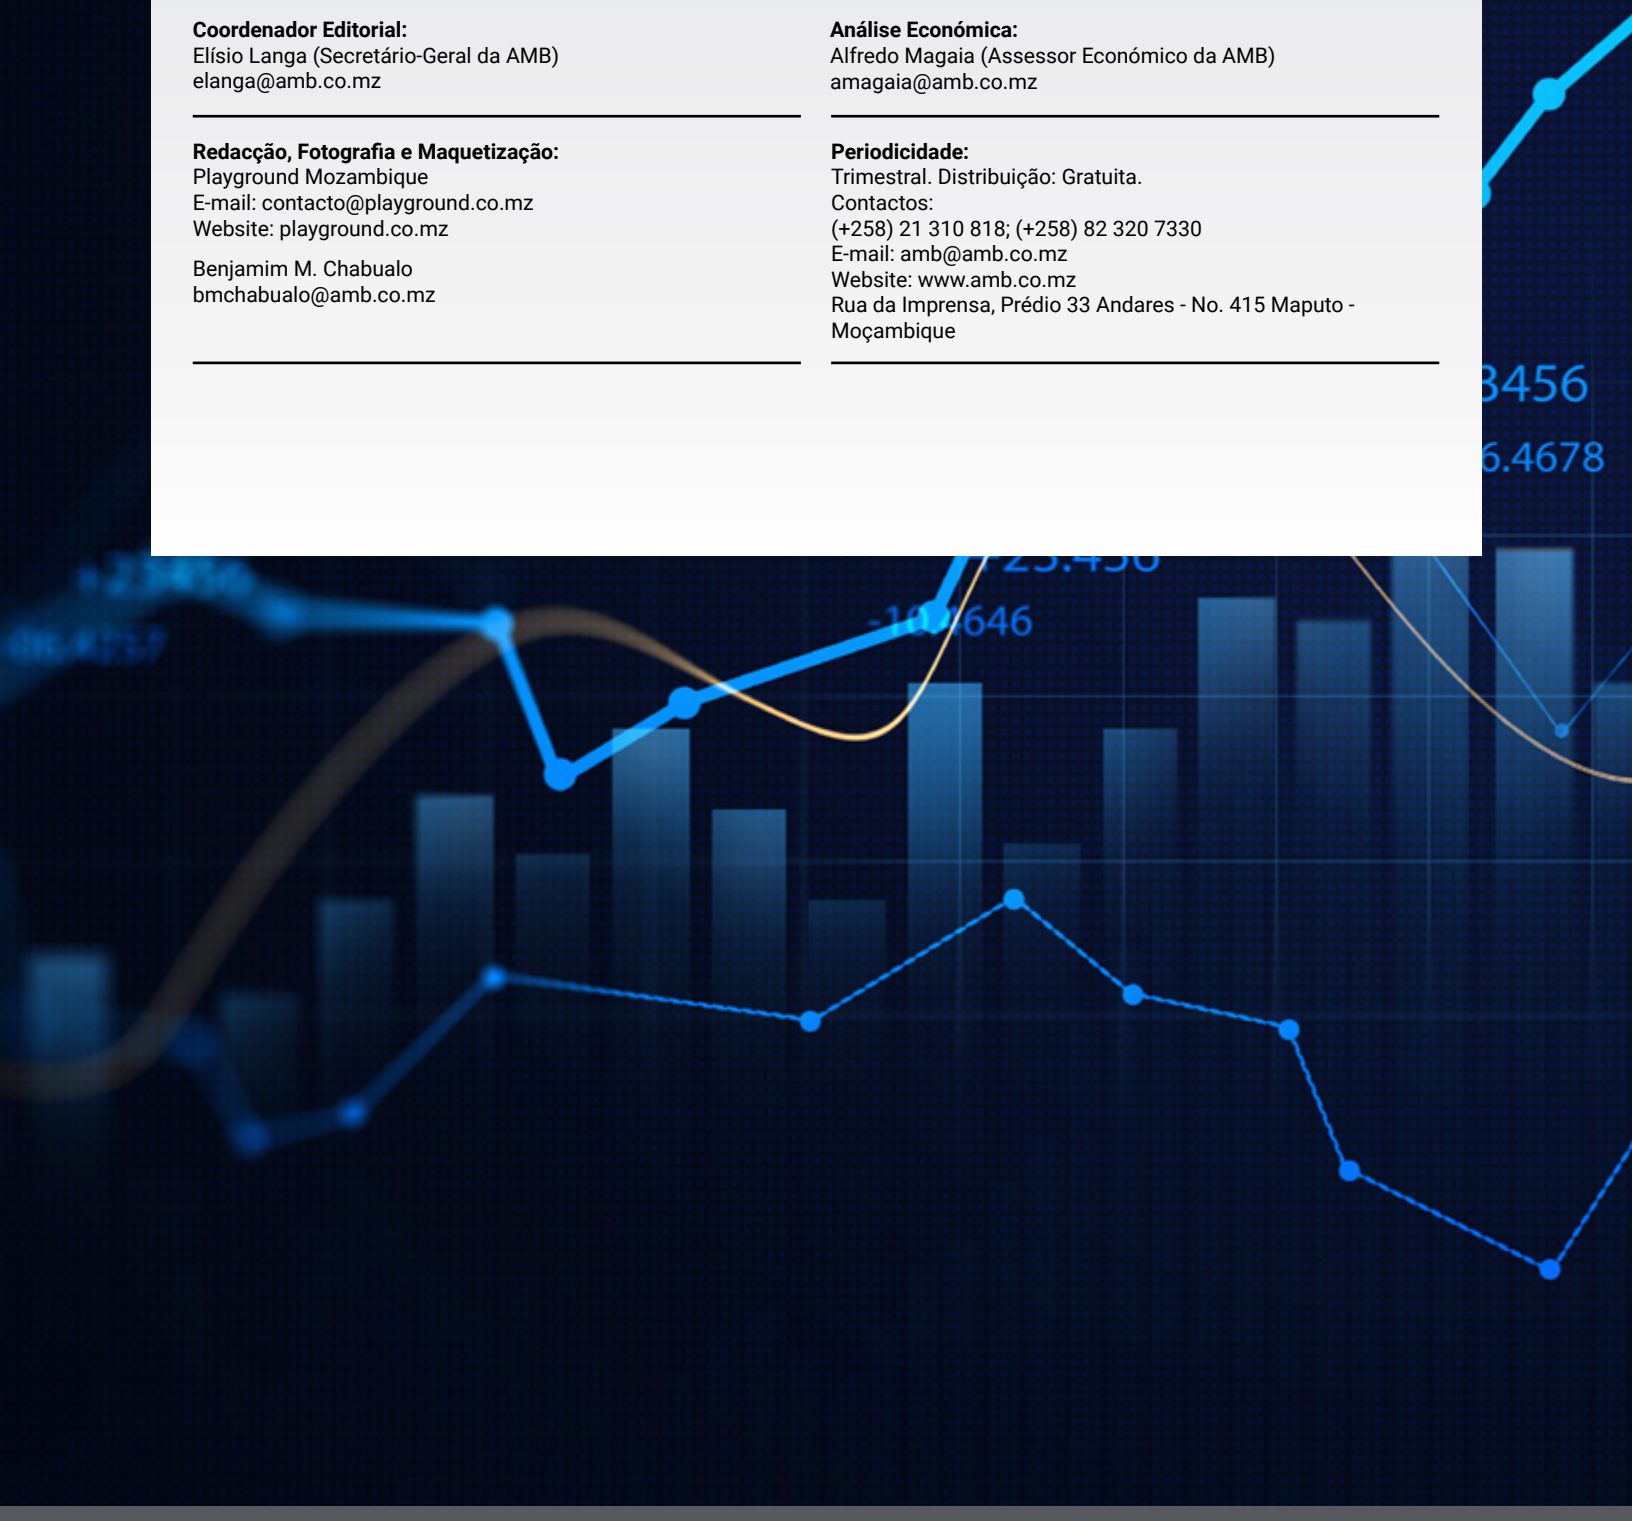 Coordenador Editorial:
Elísio Langa (Secretário-Geral da AMB)
elanga@amb.co.mz
Análise Económica:
Alfredo Magaia (Assessor Económico da AMB)
amagaia@amb.co.mz
Redacção, Fotografia e Maquetização:
Playground Mozambique
E-mail: contacto@playground.co.mz
Website: playground.co.mz
Benjamim M. Chabualo
bmchabualo@amb.co.mz
Periodicidade:
Trimestral. Distribuição: Gratuita.
Contactos:
(+258) 21 310 818; (+258) 82 320 7330
E-mail: amb@amb.co.mz
Website: www.amb.co.mz
Rua da Imprensa, Prédio 33 Andares - No. 415 Maputo -
Moçambique
3456
6.4678
+23.456
-10.4646